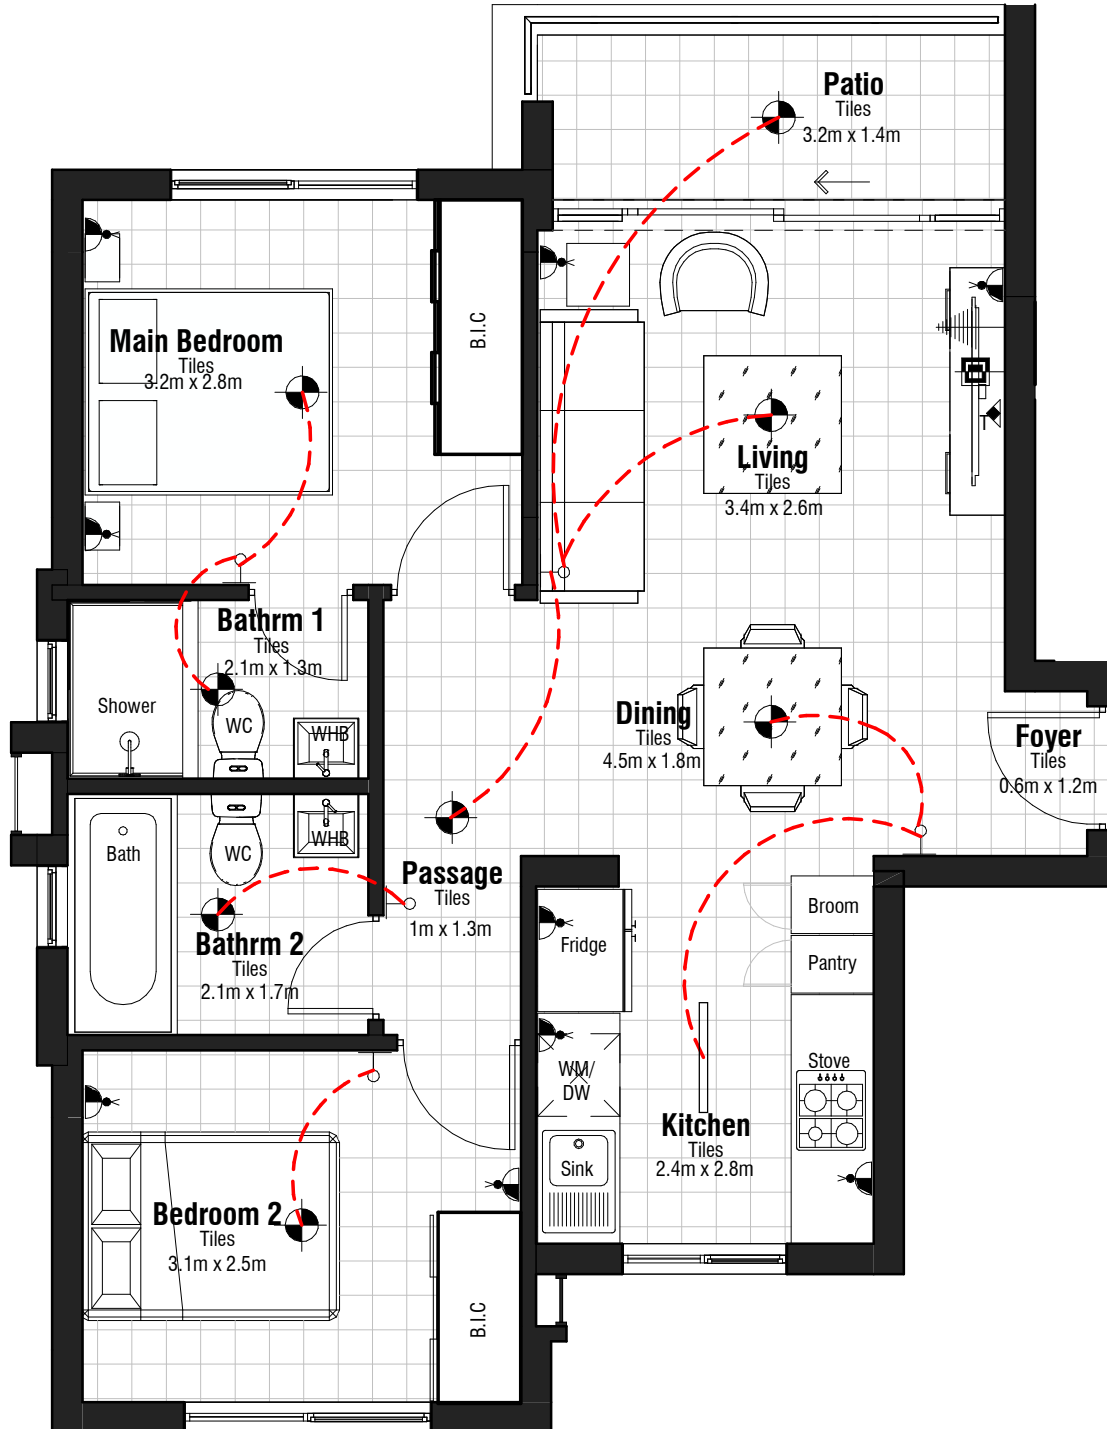 Patio
Tiles
3.2m x 1.4m
Main Bedroom
Tiles
3.2m x 2.8m
B.I.C
Living
Tiles
3.4m x 2.6m
Bathrm 1
Tiles
2.1m x 1.3m
Shower
WC
WHB
Dining
Tiles
4.5m x 1.8m
Foyer
Tiles
0.6m x 1.2m
Bath
WC
WHB
Passage
Tiles
1m x 1.3m
Bathrm 2
Tiles
2.1m x 1.7m
Fridge
Broom
Pantry
WM/
DW
Stove
Kitchen
Tiles
2.4m x 2.8m
Sink
Bedroom 2
Tiles
3.1m x 2.5m
B.I.C